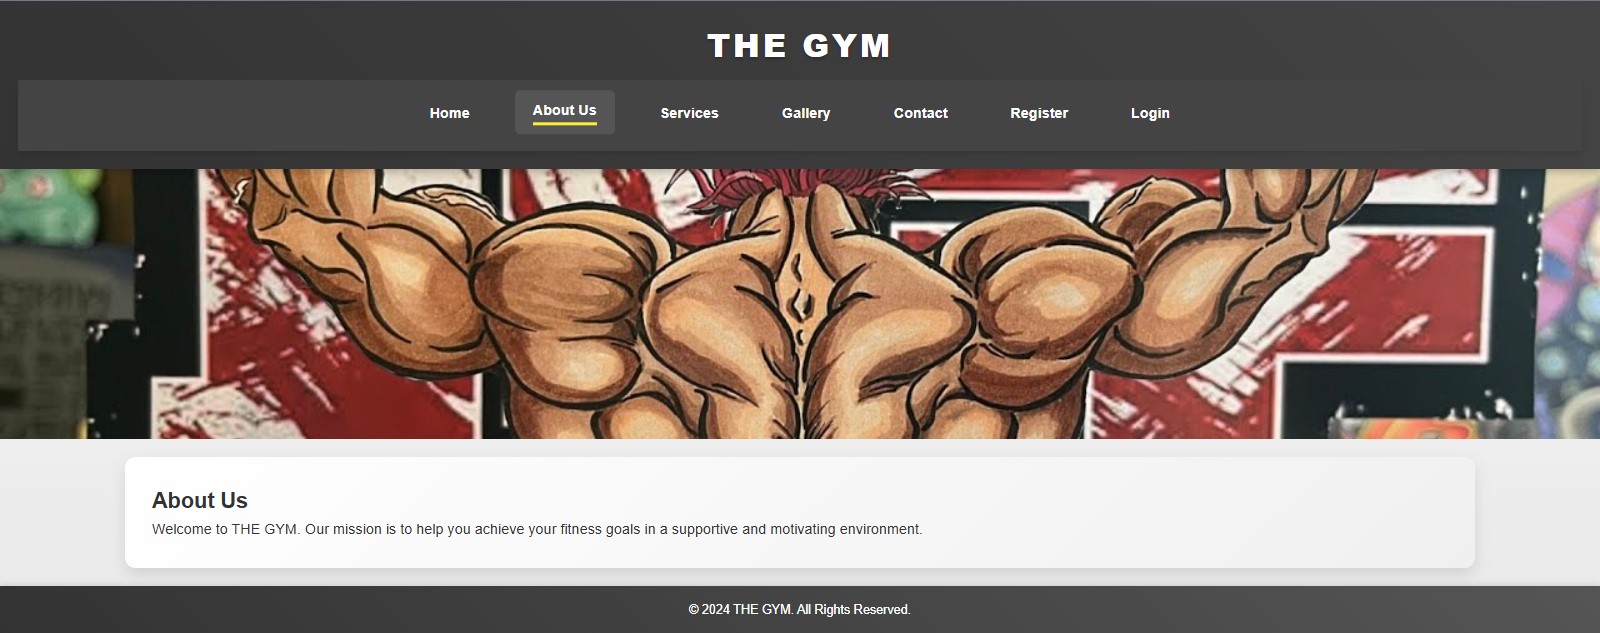 THE GYM
Home About Us Services Gallery Contact Register Login
About Us
Welcome to THE GYM. Our mission is to help you achieve your fitness goals in a supportive and motivating environment.
© 2024 THE GYM. All Rights Reserved.